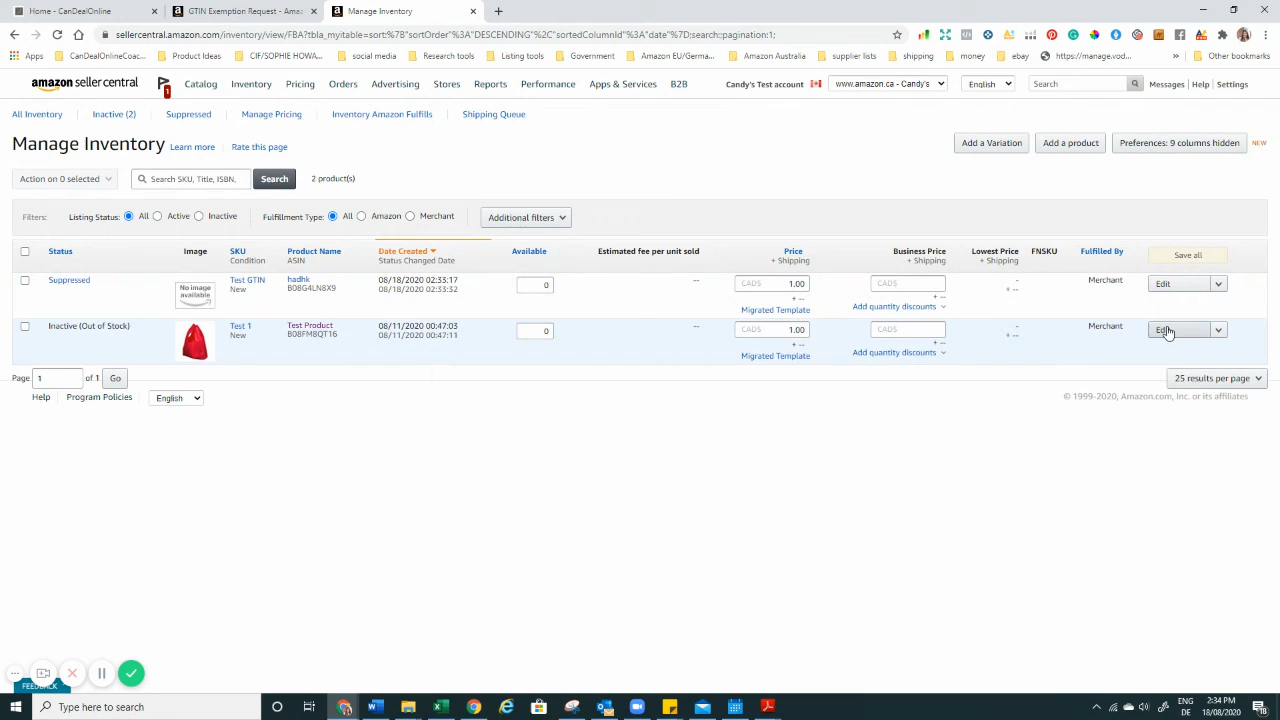 Home - CanDealOnline
GTIN Exemption Request - Amaz
Manage Inventory
sellercentral.amazon.com/inventory/view/FBA?tbla_myitable=sort:%7B"sortOrder"%3A"DESCENDING"%2C"sortedColumnId"%3A"date"%7D;search:;pagination:1;
Apps CanDealOnlineCoac... Product Ideas CIF/SOPHIE HOWA... social media Research tools Listing tools Government Amazon EU/Germa... Amazon Australia supplier lists shipping money ebay https://manage.vod... » Other bookmarks
amazon seller central 1 Catalog Inventory Pricing Orders Advertising Stores Reports Performance Apps & Services B2B Candy's Test account www.amazon.ca - Candy's English Search Messages | Help | Settings
All Inventory Inactive (2) Suppressed Manage Pricing Inventory Amazon Fulfills Shipping Queue
Manage Inventory Learn more | Rate this page Add a Variation Add a product Preferences: 9 columns hidden NEW
Action on 0 selected Search SKU, Title, ISBN, Search 2 product(s)
Filters: Listing Status: All Active Inactive Fulfillment Type: All Amazon Merchant Additional filters
Status Image SKU Product Name Date Created Available Estimated fee per unit sold Price Business Price Lowest Price FNSKU Fulfilled By Save all
Condition ASIN Status Changed Date + Shipping + Shipping + Shipping
Suppressed No image available Test GTIN hadhk 08/18/2020 02:33:17 0 -- CAD$ 1.00 CAD$ - Merchant Edit
New B08G4LN8X9 08/18/2020 02:33:32 + -- + -- + --
Migrated Template Add quantity discounts
Inactive (Out of Stock) Test 1 Test Product 08/11/2020 00:47:03 0 -- CAD$ 1.00 CAD$ - Merchant Edit
New B08FM8QT16 08/11/2020 00:47:11 + -- + -- + --
Migrated Template Add quantity discounts
Page 1 of 1 Go 25 results per page
Help Program Policies English © 1999-2020, Amazon.com, Inc. or its affiliates
FEEDBACK
Type here to search ENG 2:34 PM
DE 18/08/2020